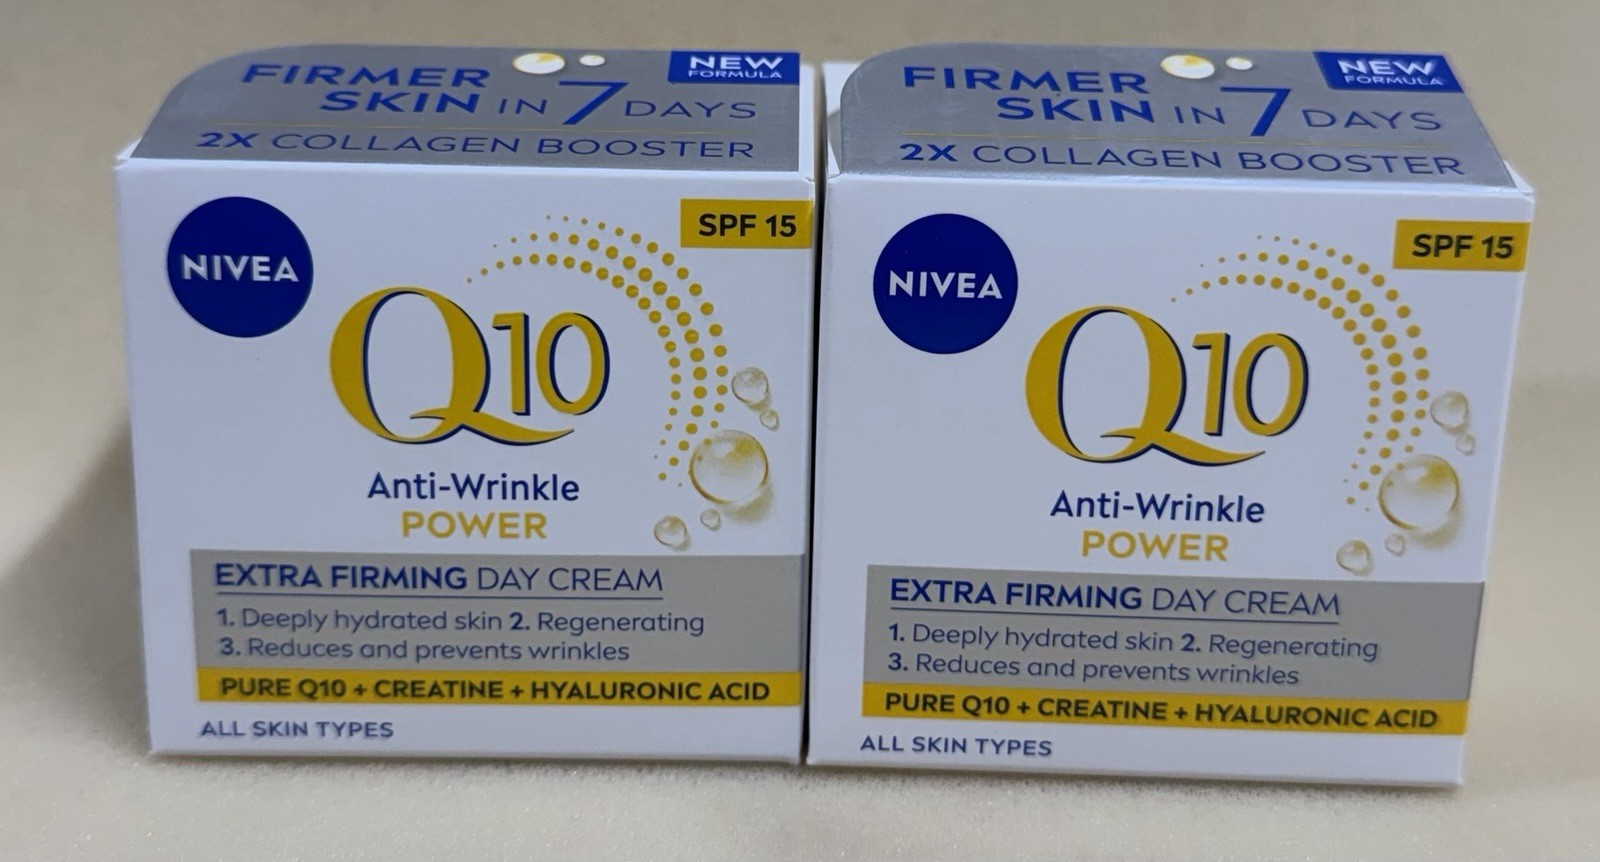 FIRMER
SKIN IN 7 DAYS
NEW
FORMULA
2X COLLAGEN BOOSTER
NIVEA
SPF 15
Q10
Anti-Wrinkle
POWER
EXTRA FIRMING DAY CREAM
1. Deeply hydrated skin 2. Regenerating
3. Reduces and prevents wrinkles
PURE Q10 + CREATINE + HYALURONIC ACID
ALL SKIN TYPES
FIRMER
SKIN IN 7 DAYS
NEW
FORMULA
2X COLLAGEN BOOSTER
NIVEA
SPF 15
Q10
Anti-Wrinkle
POWER
EXTRA FIRMING DAY CREAM
1. Deeply hydrated skin 2. Regenerating
3. Reduces and prevents wrinkles
PURE Q10 + CREATINE + HYALURONIC ACID
ALL SKIN TYPES